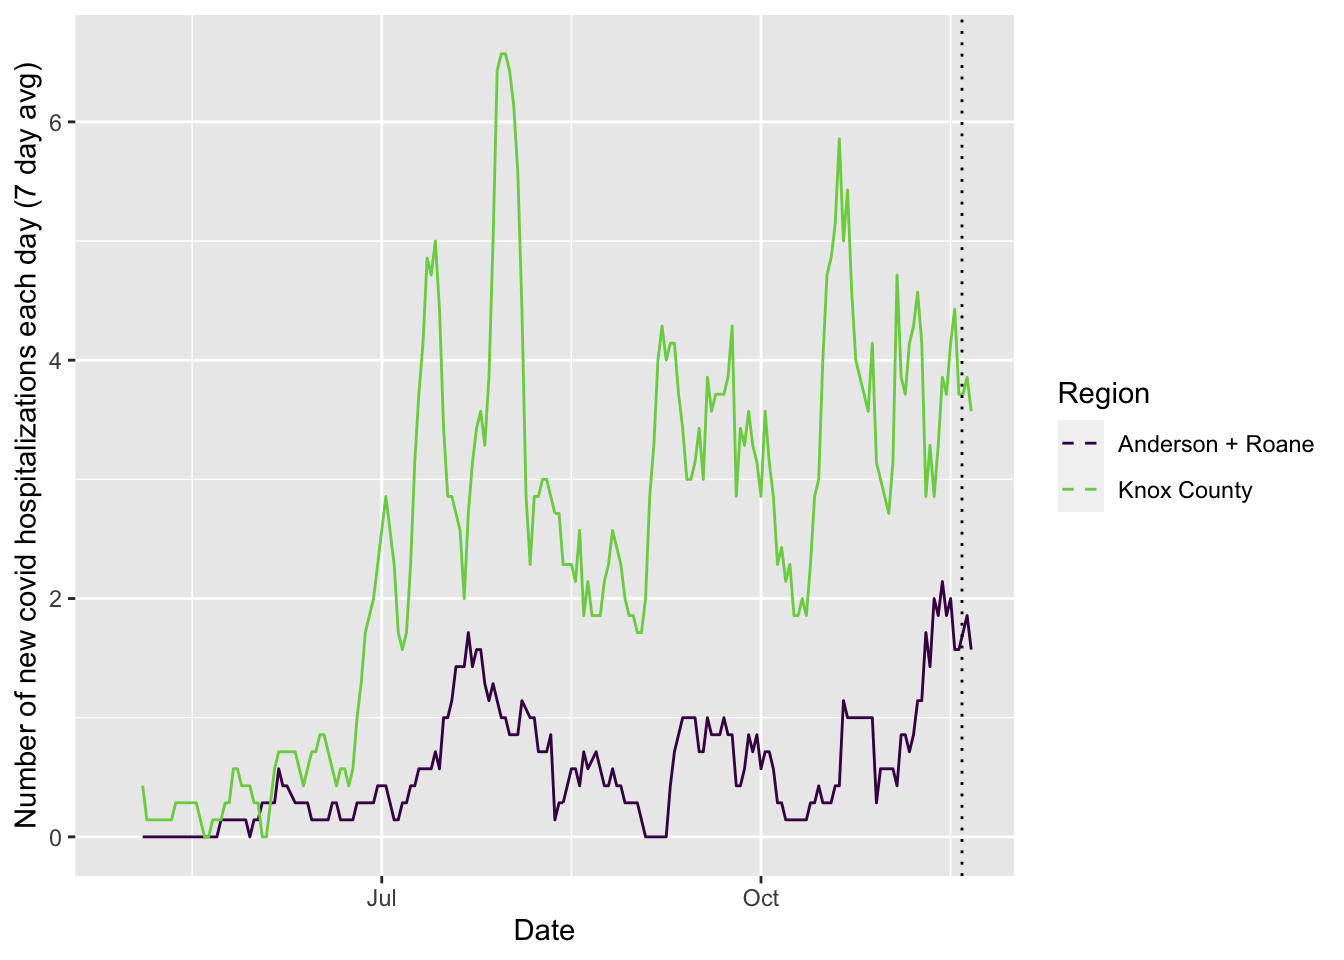 Number of new covid hospitalizations each day (7 day avg)
6
4
2
0
Jul
Oct
Date
Region
Anderson + Roane
Knox County